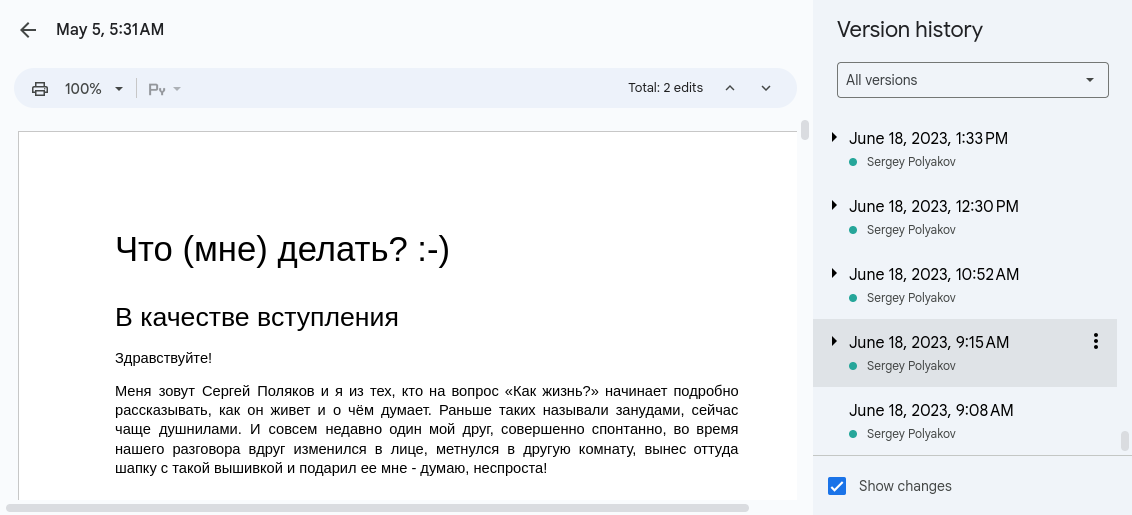 May 5, 5:31 AM
100%
Total: 2 edits
Что (мне) делать? :-)
В качестве вступления
Здравствуйте!
Меня зовут Сергей Поляков и я из тех, кто на вопрос «Как жизнь?» начинает подробно
рассказывать, как он живет и о чём думает. Раньше таких называли занудами, сейчас
чаще душнилами. И совсем недавно один мой друг, совершенно спонтанно, во время
нашего разговора вдруг изменился в лице, метнулся в другую комнату, вынес оттуда
шапку с такой вышивкой и подарил ее мне - думаю, неспроста!
Version history
All versions
June 18, 2023, 1:33 PM
Sergey Polyakov
June 18, 2023, 12:30 PM
Sergey Polyakov
June 18, 2023, 10:52 AM
Sergey Polyakov
June 18, 2023, 9:15 AM
Sergey Polyakov
June 18, 2023, 9:08 AM
Sergey Polyakov
Show changes